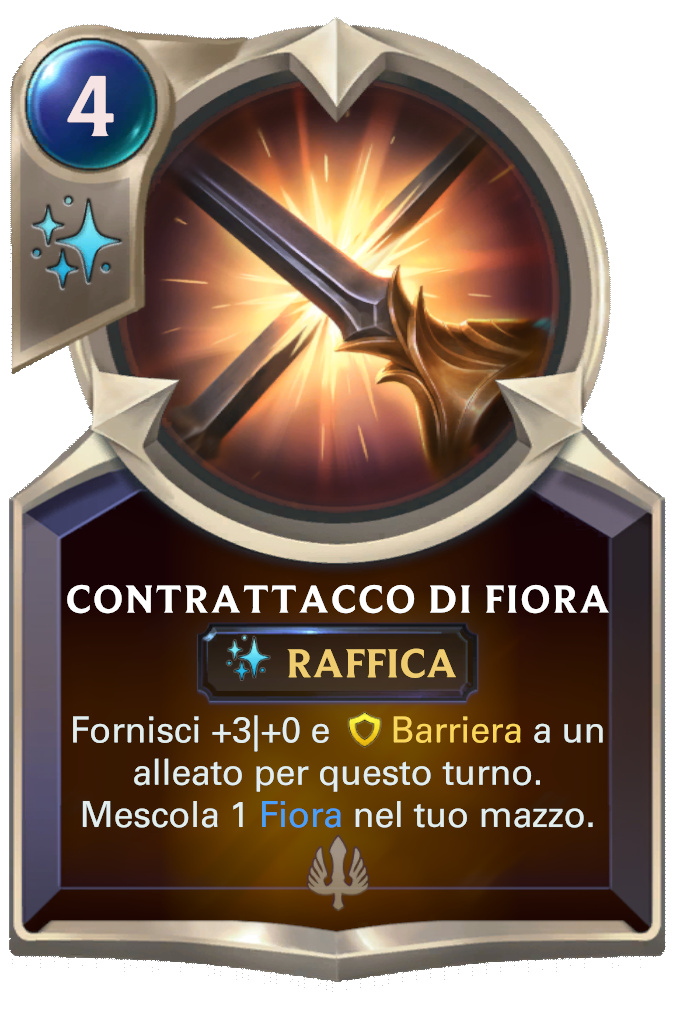 4
CONTRATTACCO DI FIORA
RAFFICA
Fornisci +3|+0 e Barriera a un
alleato per questo turno.
Mescola 1 Fiora nel tuo mazzo.